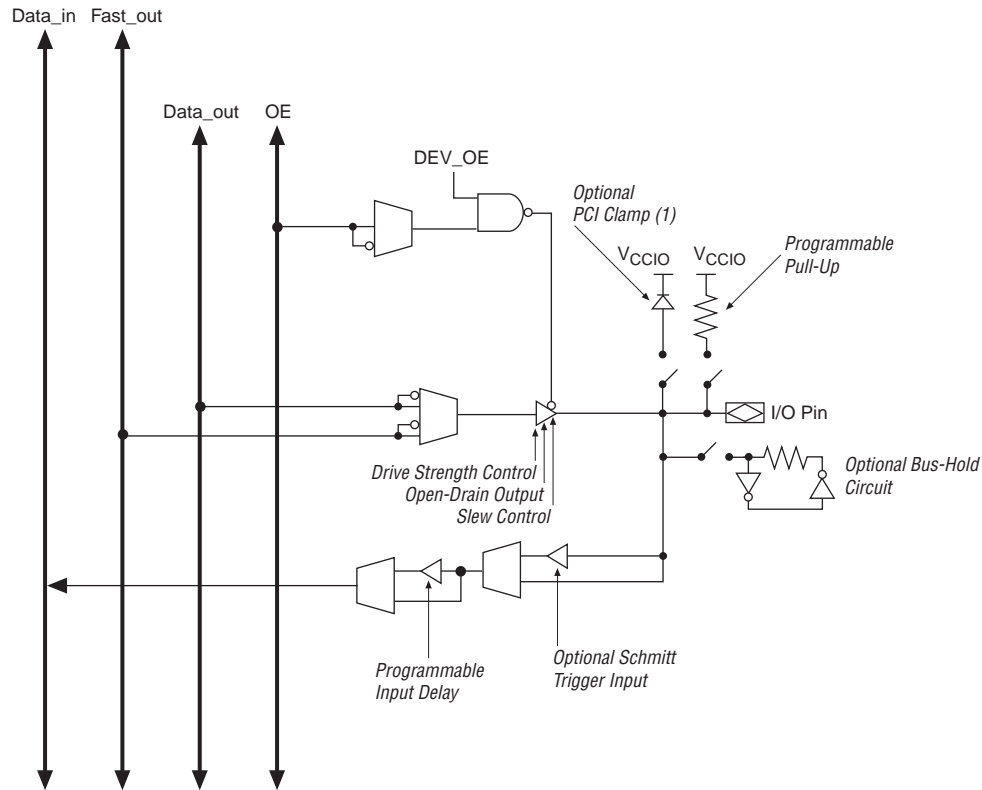 Data_in Fast_out
Data_out OE
DEV_OE
Optional
PCI Clamp (1)
Programmable
Pull-Up
VCCIO VCCIO
I/O Pin
Drive Strength Control
Open-Drain Output
Slew Control
Optional Bus-Hold
Circuit
Programmable
Input Delay
Optional Schmitt
Trigger Input